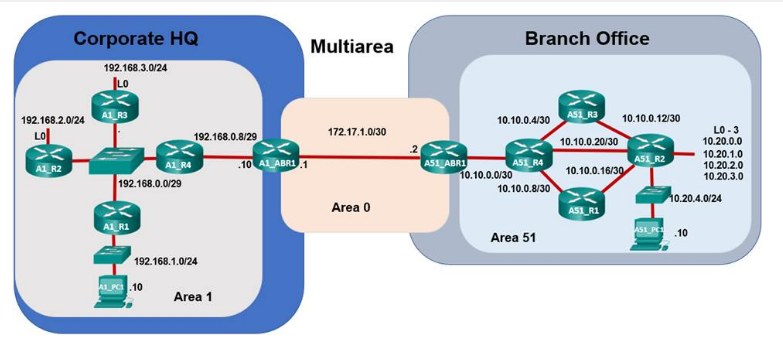 Corporate HQ
Multiarea
Branch Office
192.168.3.0/24
L0
A1_R3
192.168.2.0/24
L0
A1_R2
192.168.0.8/29
A1_R4
.10
A1_ABR1
.1
192.168.0.0/29
A1_R1
192.168.1.0/24
A1_PC1
.10
Area 1
172.17.1.0/30
.2
A51_ABR1
Area 0
10.10.0.0/30
A51_R4
10.10.0.4/30
A51_R3
10.10.0.12/30
10.10.0.20/30
A51_R2
10.10.0.8/30
10.10.0.16/30
A51_R1
L0 - 3
10.20.0.0
10.20.1.0
10.20.2.0
10.20.3.0
10.20.4.0/24
A51_PC1
.10
Area 51